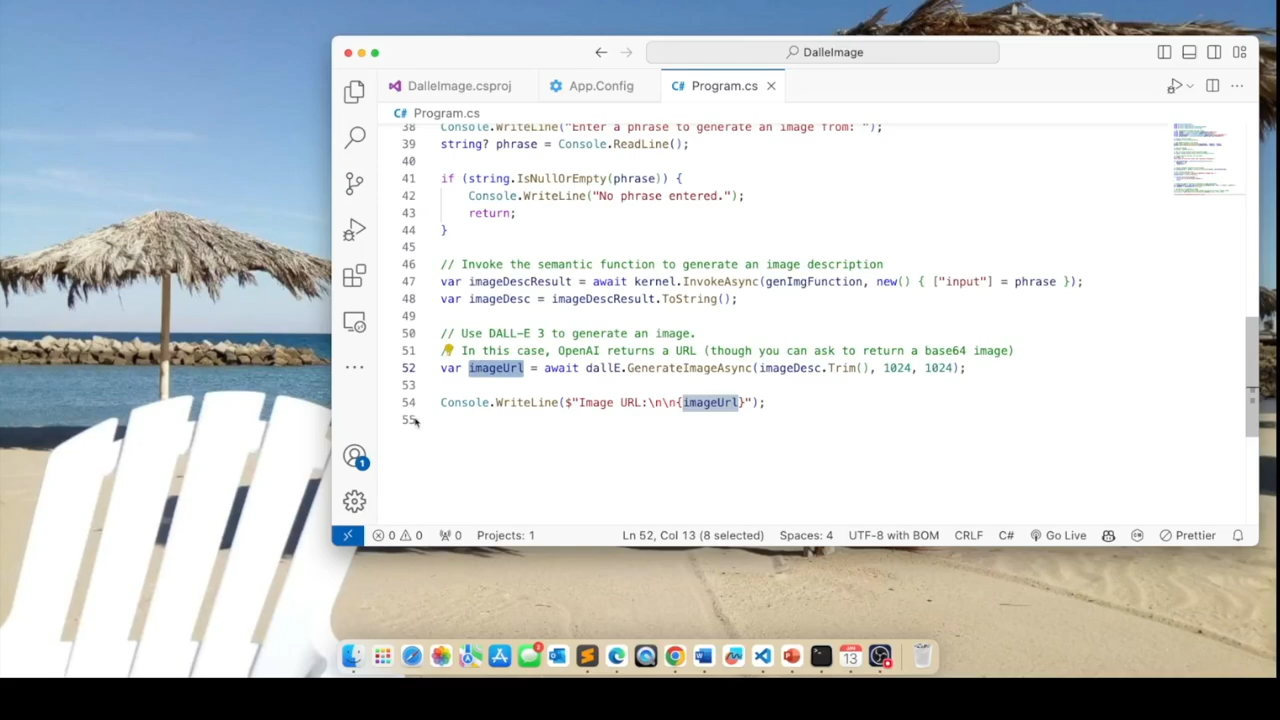 DalleImage
DalleImage.csproj
App.Config
C# Program.cs
C# Program.cs
38 Console.WriteLine("Enter a phrase to generate an image from: ");
39 string? phrase = Console.ReadLine();
40
41 if (string.IsNullOrEmpty(phrase)) {
42 Console.WriteLine("No phrase entered.");
43 return;
44 }
45
46 // Invoke the semantic function to generate an image description
47 var imageDescResult = await kernel.InvokeAsync(genImgFunction, new() { ["input"] = phrase });
48 var imageDesc = imageDescResult.ToString();
49
50 // Use DALL-E 3 to generate an image.
51 // In this case, OpenAI returns a URL (though you can ask to return a base64 image)
52 var imageUrl = await dallE.GenerateImageAsync(imageDesc.Trim(), 1024, 1024);
53
54 Console.WriteLine($"Image URL:\n\n{imageUrl}");
55
1
0 0 0 Projects: 1 Ln 52, Col 13 (8 selected) Spaces: 4 UTF-8 with BOM CRLF C# Go Live Prettier
13